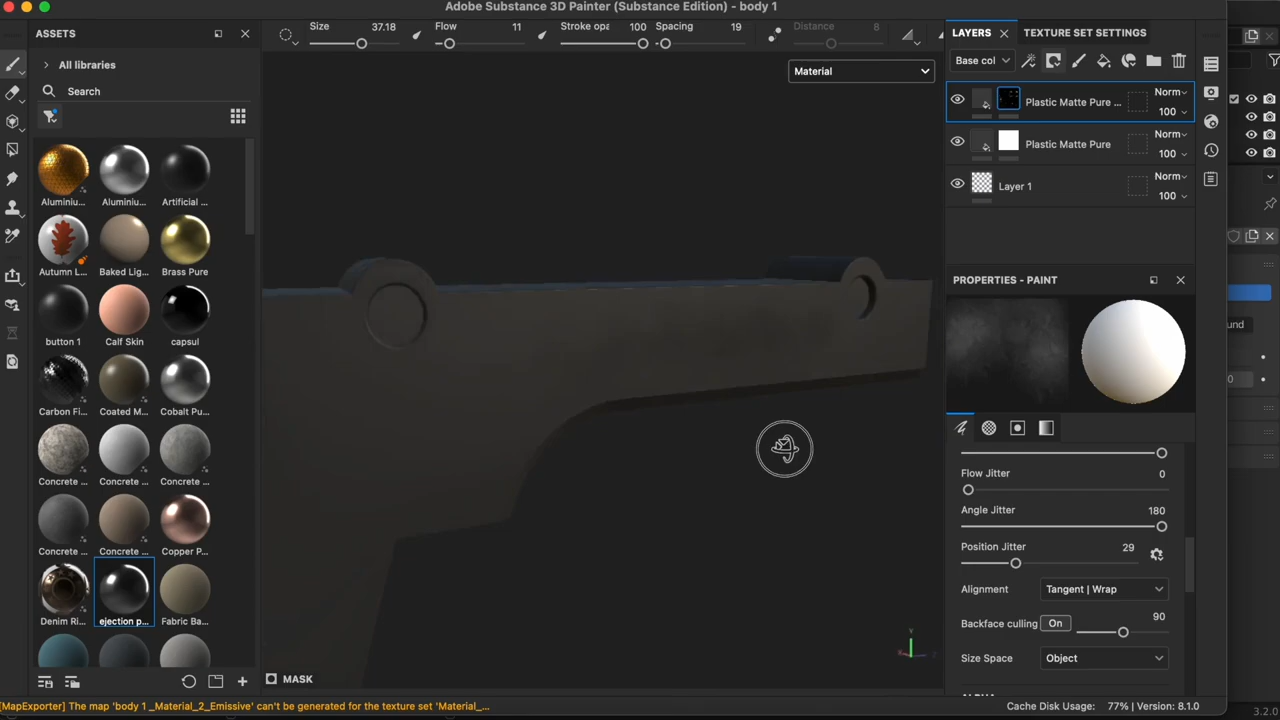 Adobe Substance 3D Painter (Substance Edition) - body 1
ASSETS
Size 37.18
Flow 11
Stroke opa 100
Spacing 19
Distance 8
LAYERS
TEXTURE SET SETTINGS
All libraries
Search
Material
Base col
Plastic Matte Pure ...
Norm
100
Plastic Matte Pure
Norm
100
Layer 1
Norm
100
Aluminiu... Aluminiu... Artificial ...
Autumn L... Baked Lig... Brass Pure
button 1 Calf Skin capsul
Carbon Fi... Coated M... Cobalt Pu...
Concrete ... Concrete ... Concrete ...
Concrete ... Concrete ... Copper P...
Denim Ri... ejection p... Fabric Ba...
PROPERTIES - PAINT
Flow Jitter 0
Angle Jitter 180
Position Jitter 29
Alignment Tangent | Wrap
Backface culling On 90
Size Space Object
Y
MASK
[MapExporter] The map 'body 1 _Material_2_Emissive' can't be generated for the texture set 'Material_...
Cache Disk Usage: 77% | Version: 8.1.0
und
0
3.2.0